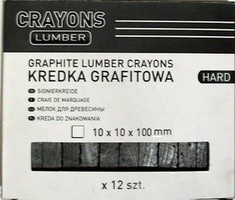 CRAYONS
LUMBER
GRAPHITE LUMBER CRAYONS
KREDKA GRAFITOWA
HARD
SIGNIERKREIDE
CRAIE DE MARQUAGE
МЕЛОК ДЛЯ ДРЕВЕСИНЫ
KREDA DO ZNAKOWANIA
10 x 10 x 100 mm
x 12 szt.